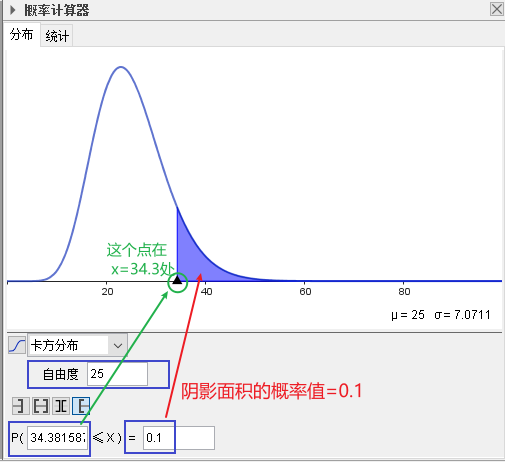 概率计算器
分布 统计
这个点在
x=34.3处
20 40 60 80
μ = 25 σ = 7.0711
卡方分布
自由度 25
阴影面积的概率值=0.1
P( 34.381587 ≤ X ) = 0.1